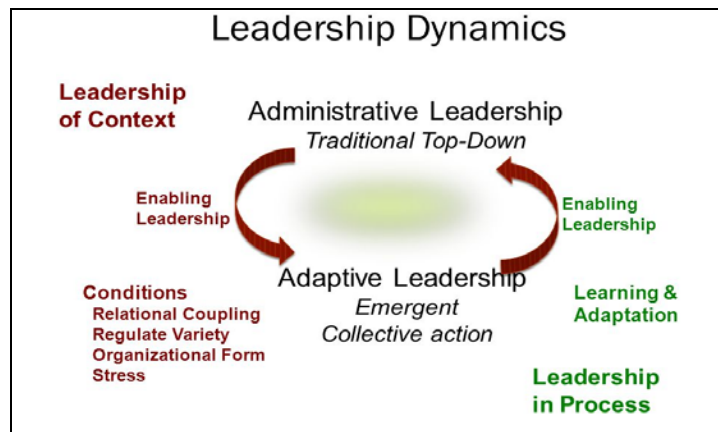 Leadership Dynamics
Leadership
of Context
Administrative Leadership
Traditional Top-Down
Enabling
Leadership
Enabling
Leadership
Adaptive Leadership
Emergent
Collective action
Conditions
Relational Coupling
Regulate Variety
Organizational Form
Stress
Learning &
Adaptation
Leadership
in Process